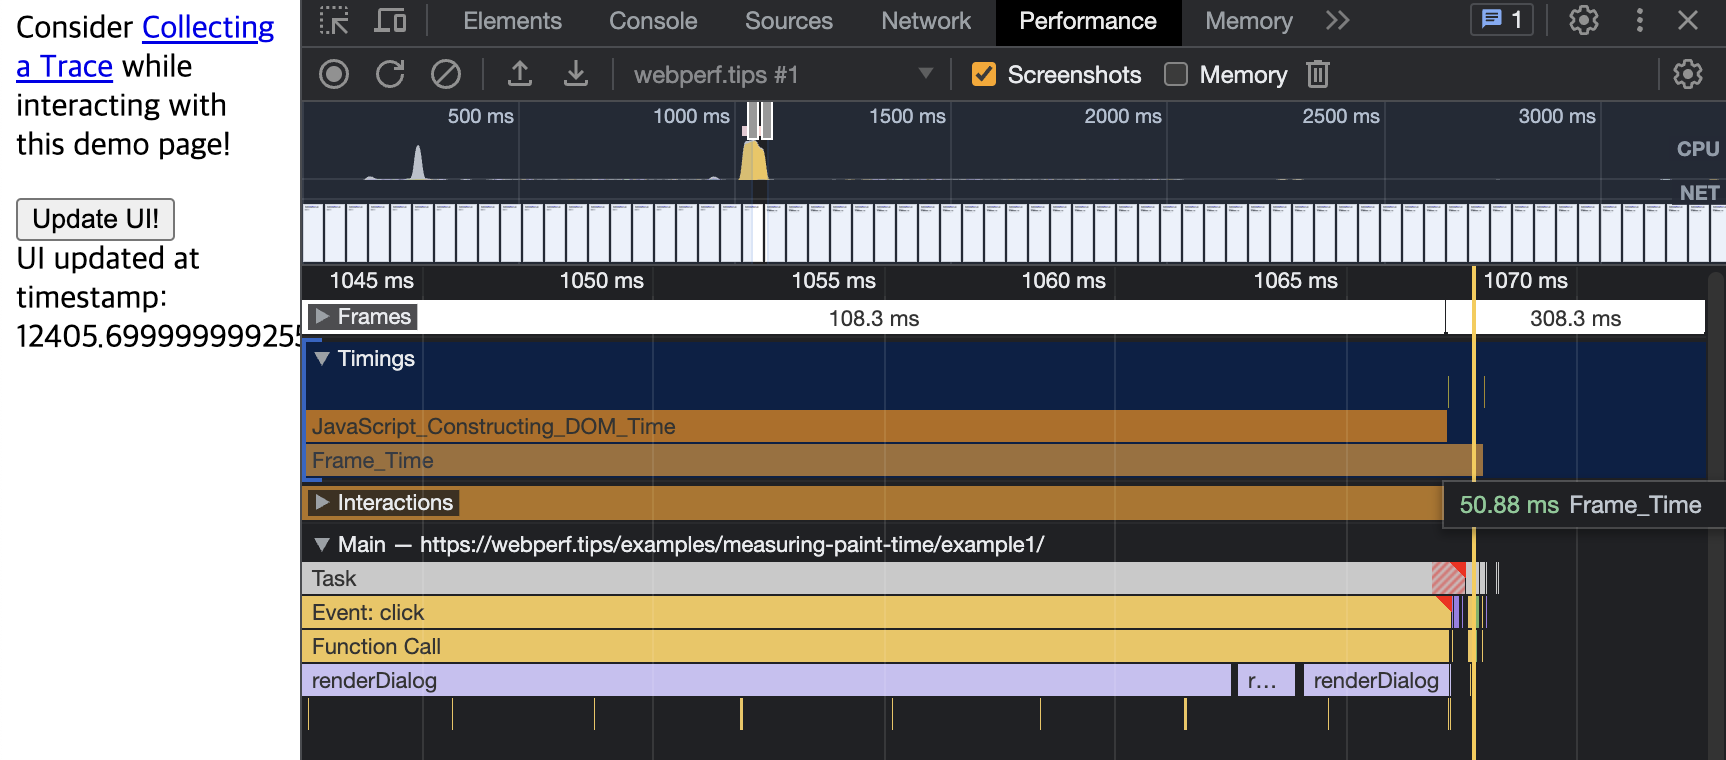 Consider Collecting
a Trace while
interacting with
this demo page!
Update UI!
UI updated at
timestamp:
12405.699999999255
Elements Console Sources Network Performance Memory 1
webperf.tips #1 Screenshots Memory
500 ms 1000 ms 1500 ms 2000 ms 2500 ms 3000 ms
CPU
NET
1045 ms 1050 ms 1055 ms 1060 ms 1065 ms 1070 ms
Frames 108.3 ms 308.3 ms
Timings
JavaScript_Constructing_DOM_Time
Frame_Time
Interactions
50.88 ms Frame_Time
Main — https://webperf.tips/examples/measuring-paint-time/example1/
Task
Event: click
Function Call
renderDialog r... renderDialog